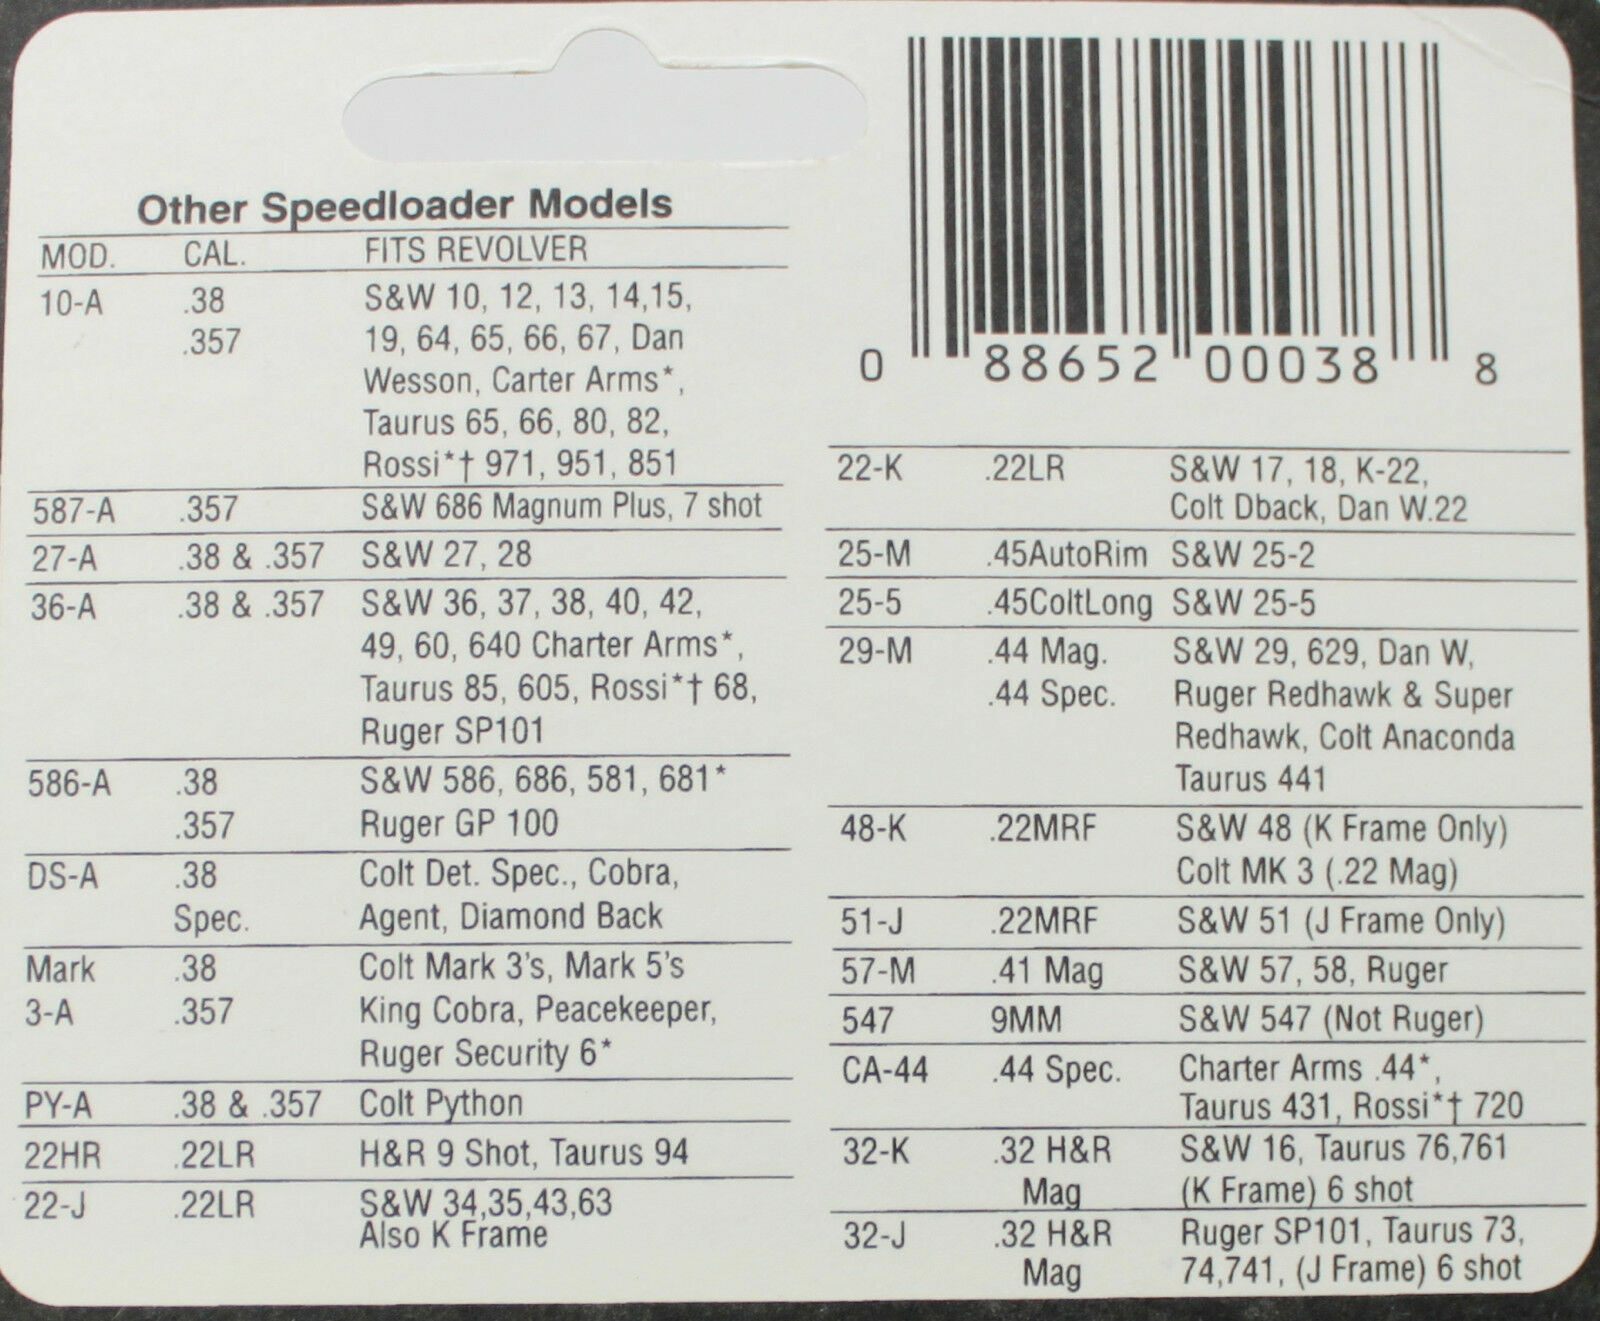 Other Speedloader Models
MOD. CAL. FITS REVOLVER
10-A .38 S&W 10, 12, 13, 14,15,
.357 19, 64, 65, 66, 67, Dan
Wesson, Carter Arms*,
Taurus 65, 66, 80, 82,
Rossi*† 971, 951, 851
587-A .357 S&W 686 Magnum Plus, 7 shot
27-A .38 & .357 S&W 27, 28
36-A .38 & .357 S&W 36, 37, 38, 40, 42,
49, 60, 640 Charter Arms*,
Taurus 85, 605, Rossi*† 68,
Ruger SP101
586-A .38 S&W 586, 686, 581, 681*
.357 Ruger GP 100
DS-A .38 Colt Det. Spec., Cobra,
Spec. Agent, Diamond Back
Mark .38 Colt Mark 3's, Mark 5's
3-A .357 King Cobra, Peacekeeper,
Ruger Security 6*
PY-A .38 & .357 Colt Python
22HR .22LR H&R 9 Shot, Taurus 94
22-J .22LR S&W 34,35,43,63
Also K Frame
0 88652 00038 8
22-K .22LR S&W 17, 18, K-22,
Colt Dback, Dan W.22
25-M .45AutoRim S&W 25-2
25-5 .45ColtLong S&W 25-5
29-M .44 Mag. S&W 29, 629, Dan W,
.44 Spec. Ruger Redhawk & Super
Redhawk, Colt Anaconda
Taurus 441
48-K .22MRF S&W 48 (K Frame Only)
Colt MK 3 (.22 Mag)
51-J .22MRF S&W 51 (J Frame Only)
57-M .41 Mag S&W 57, 58, Ruger
547 9MM S&W 547 (Not Ruger)
CA-44 .44 Spec. Charter Arms .44*,
Taurus 431, Rossi*† 720
32-K .32 H&R S&W 16, Taurus 76,761
Mag (K Frame) 6 shot
32-J .32 H&R Ruger SP101, Taurus 73,
Mag 74,741, (J Frame) 6 shot